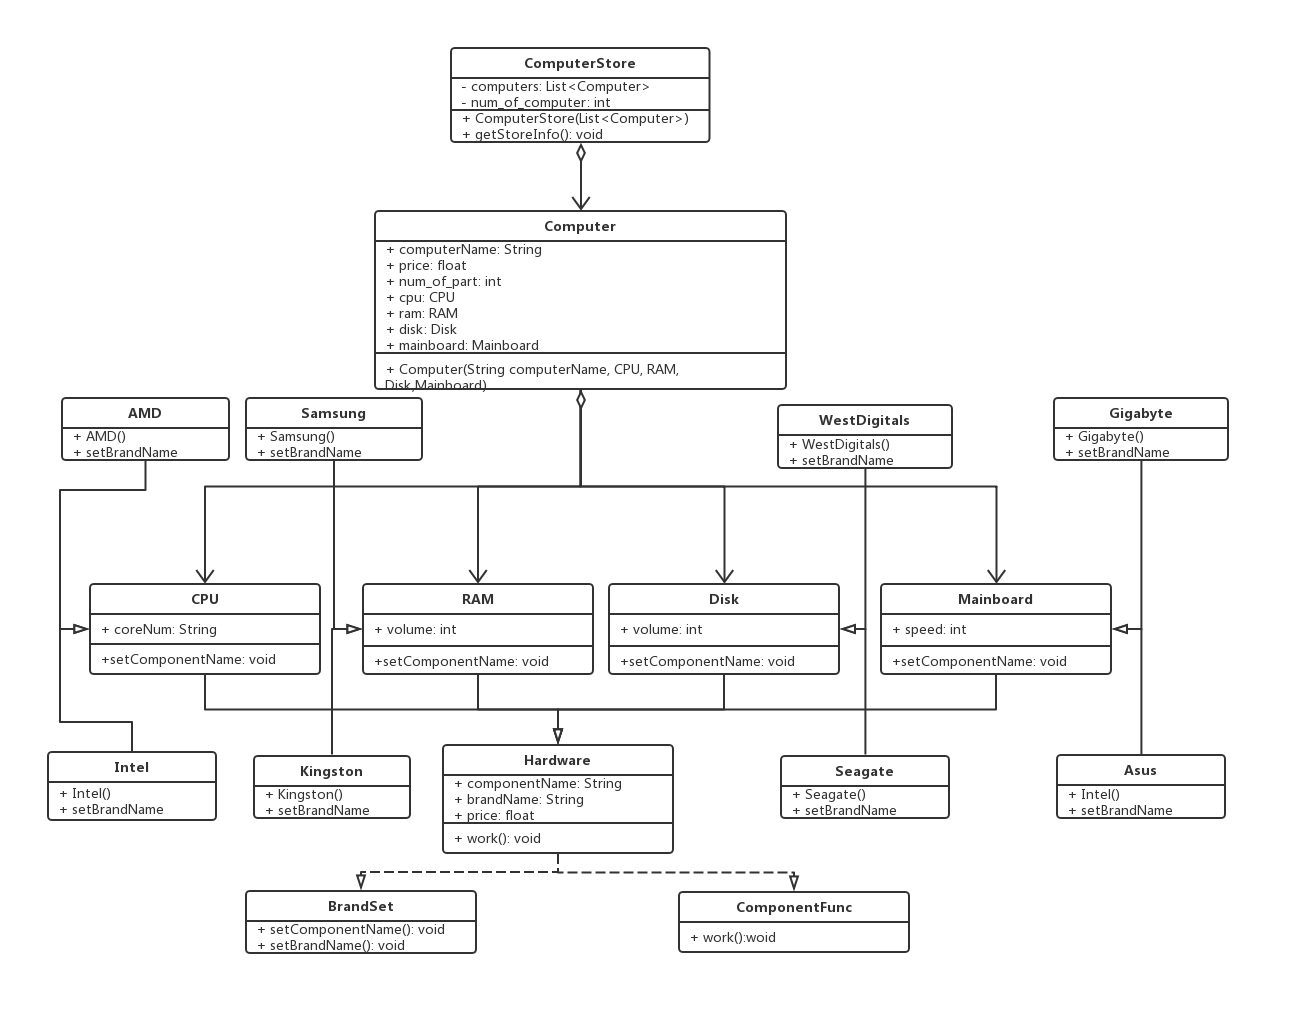 ComputerStore
- computers: List<Computer>
- num_of_computer: int
+ ComputerStore(List<Computer>)
+ getStoreInfo(): void
Computer
+ computerName: String
+ price: float
+ num_of_part: int
+ cpu: CPU
+ ram: RAM
+ disk: Disk
+ mainboard: Mainboard
+ Computer(String computerName, CPU, RAM,
Disk,Mainboard)
AMD
+ AMD()
+ setBrandName
Samsung
+ Samsung()
+ setBrandName
WestDigitals
+ WestDigitals()
+ setBrandName
Gigabyte
+ Gigabyte()
+ setBrandName
CPU
+ coreNum: String
+setComponentName: void
RAM
+ volume: int
+setComponentName: void
Disk
+ volume: int
+setComponentName: void
Mainboard
+ speed: int
+setComponentName: void
Intel
+ Intel()
+ setBrandName
Kingston
+ Kingston()
+ setBrandName
Hardware
+ componentName: String
+ brandName: String
+ price: float
+ work(): void
Seagate
+ Seagate()
+ setBrandName
Asus
+ Intel()
+ setBrandName
BrandSet
+ setComponentName(): void
+ setBrandName(): void
ComponentFunc
+ work():woid